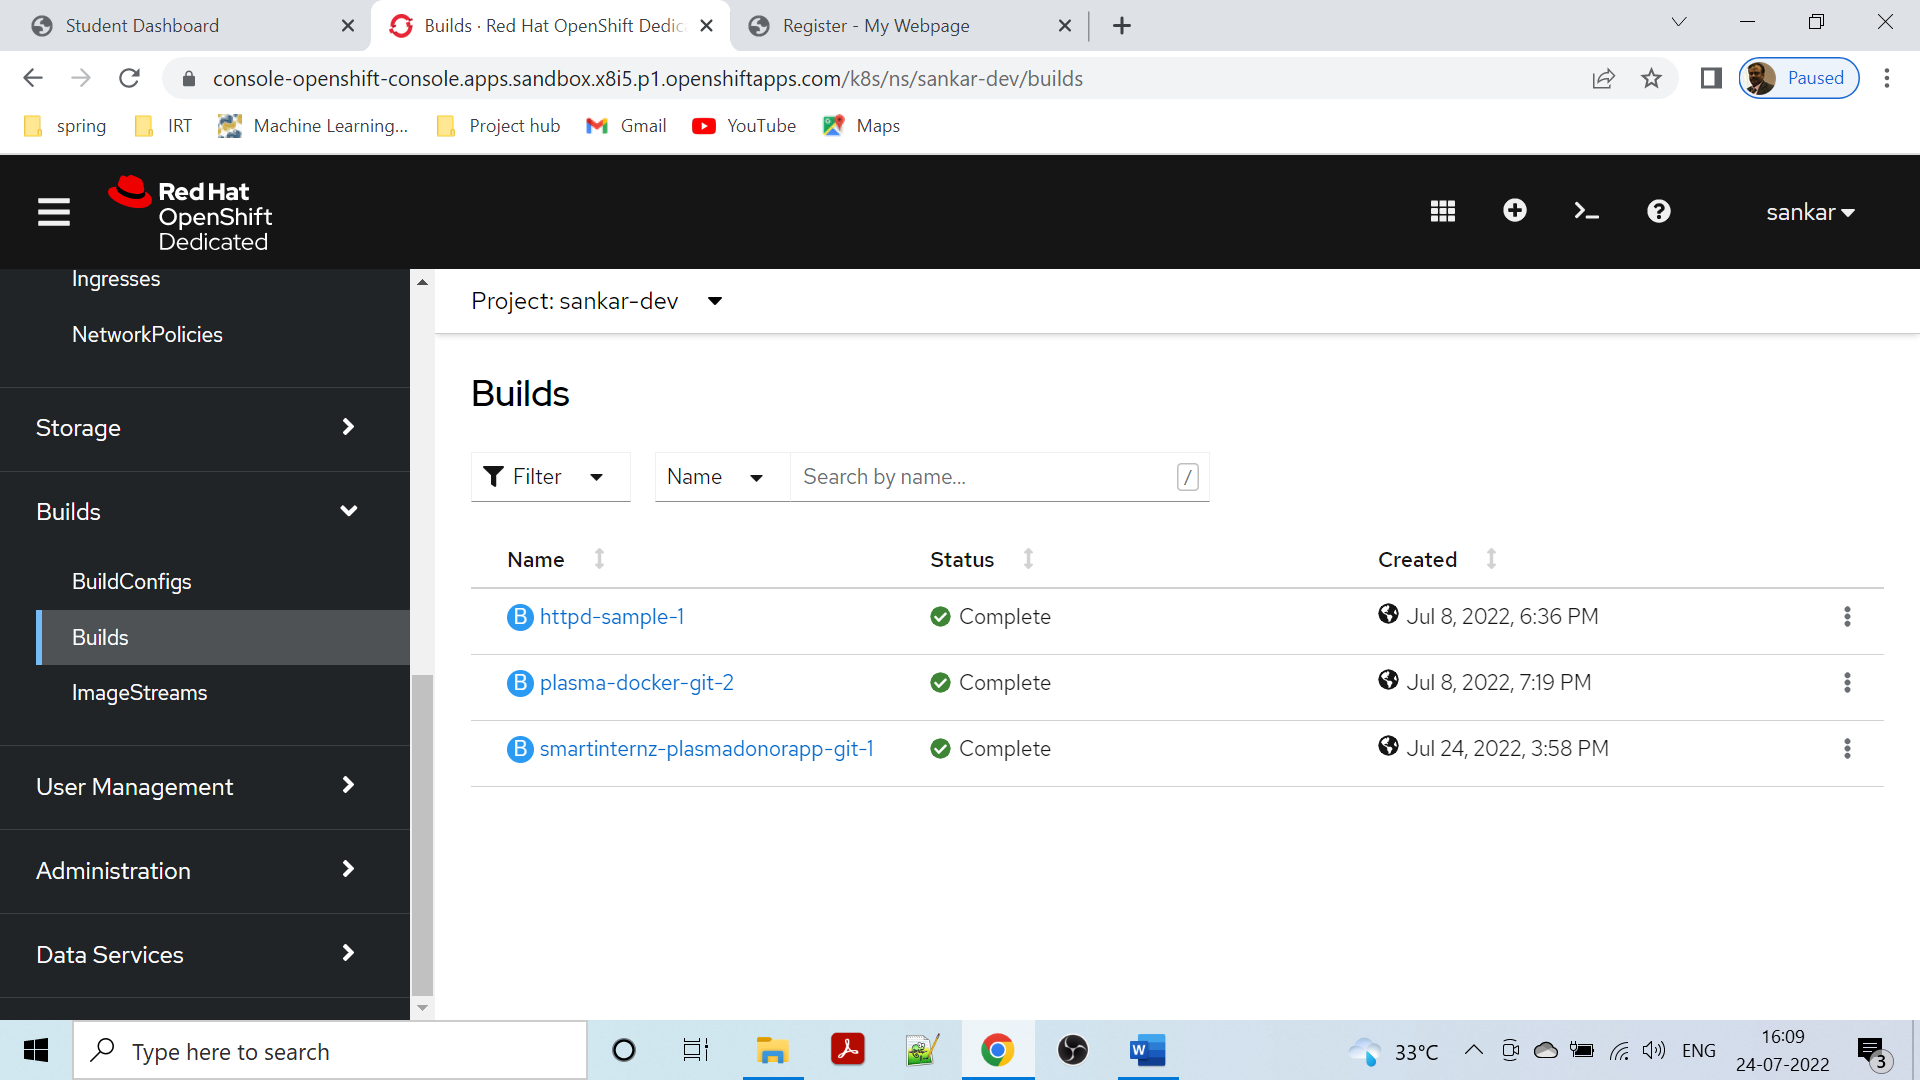 Student Dashboard
Builds · Red Hat OpenShift Dedic
Register - My Webpage
console-openshift-console.apps.sandbox.x8i5.p1.openshiftapps.com/k8s/ns/sankar-dev/builds
Paused
spring
IRT
Machine Learning...
Project hub
Gmail
YouTube
Maps
Red Hat
OpenShift
Dedicated
sankar
Ingresses
NetworkPolicies
Storage
Builds
BuildConfigs
Builds
ImageStreams
User Management
Administration
Data Services
Project: sankar-dev
Builds
Filter
Name
Search by name...
/
Name Status Created
B httpd-sample-1 Complete Jul 8, 2022, 6:36 PM
B plasma-docker-git-2 Complete Jul 8, 2022, 7:19 PM
B smartinternz-plasmadonorapp-git-1 Complete Jul 24, 2022, 3:58 PM
Type here to search
W
33°C
ENG
16:09
24-07-2022
3